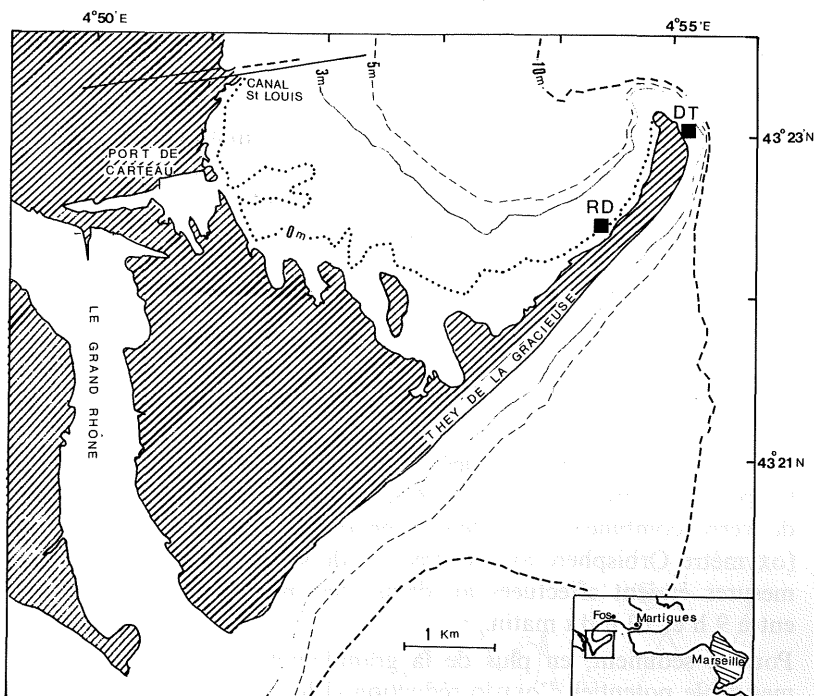 4°50'E
4°55'E
3m
5m
10m
CANAL
ST LOUIS
DT
43°23'N
PORT DE
CARTEAU
RD
0m
LE GRAND RHÔNE
THEY DE LA GRACIEUSE
43°21 N
1 Km
Fos
Martigues
Marseille